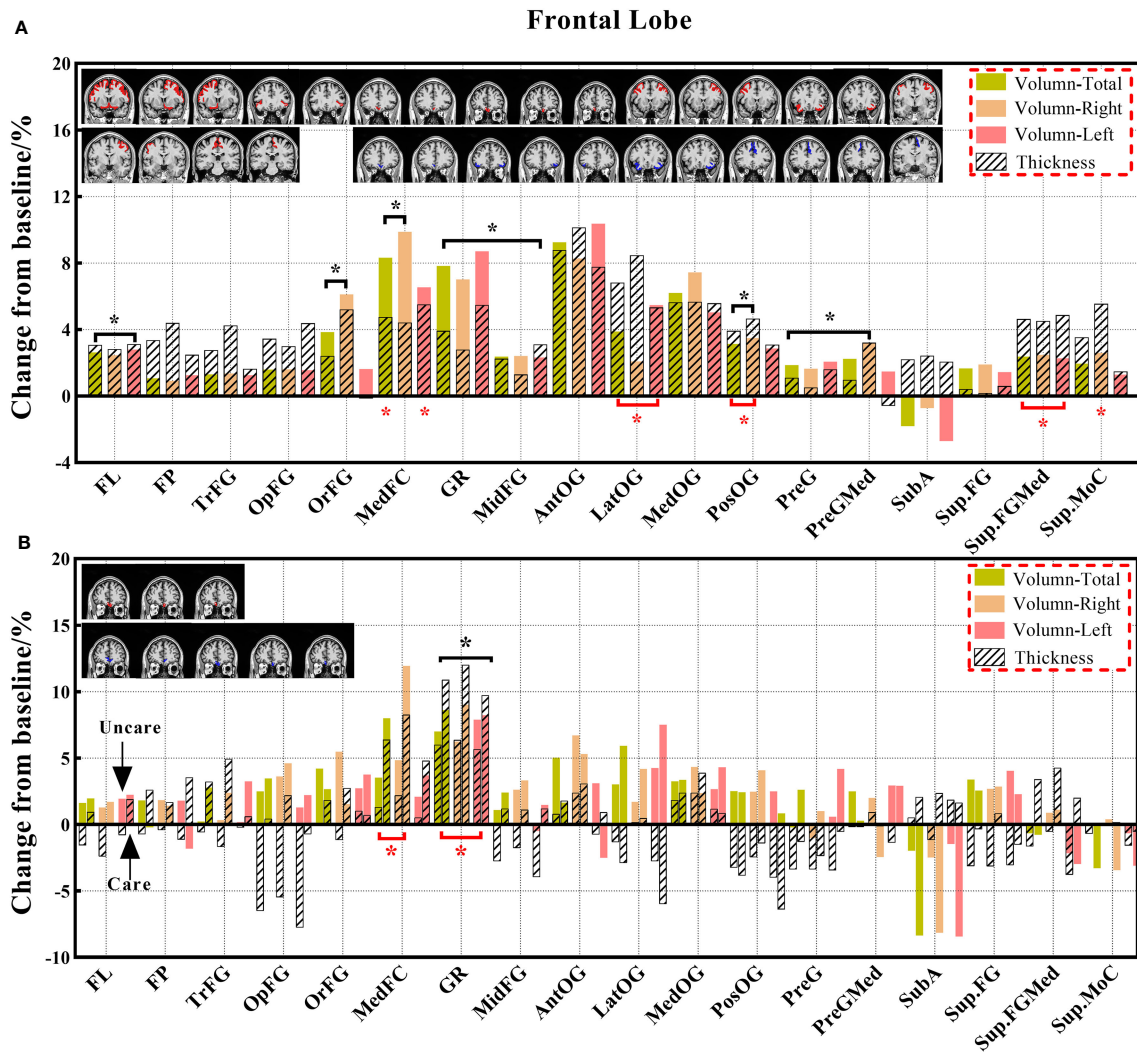 Frontal Lobe
A
Change from baseline/%
20
16
12
8
4
0
-4
Volumn-Total
Volumn-Right
Volumn-Left
Thickness
* * * * * *
* * * * * *
FL FP TrFG OpFG OrFG MedFC GR MidFG AntOG LatOG MedOG PosOG PreG PreGMed SubA Sup.FG Sup.FGMed Sup.MoC
B
Change from baseline/%
20
15
10
5
0
-5
-10
Volumn-Total
Volumn-Right
Volumn-Left
Thickness
*
Uncare
Care
* *
FL FP TrFG OpFG OrFG MedFC GR MidFG AntOG LatOG MedOG PosOG PreG PreGMed SubA Sup.FG Sup.FGMed Sup.MoC